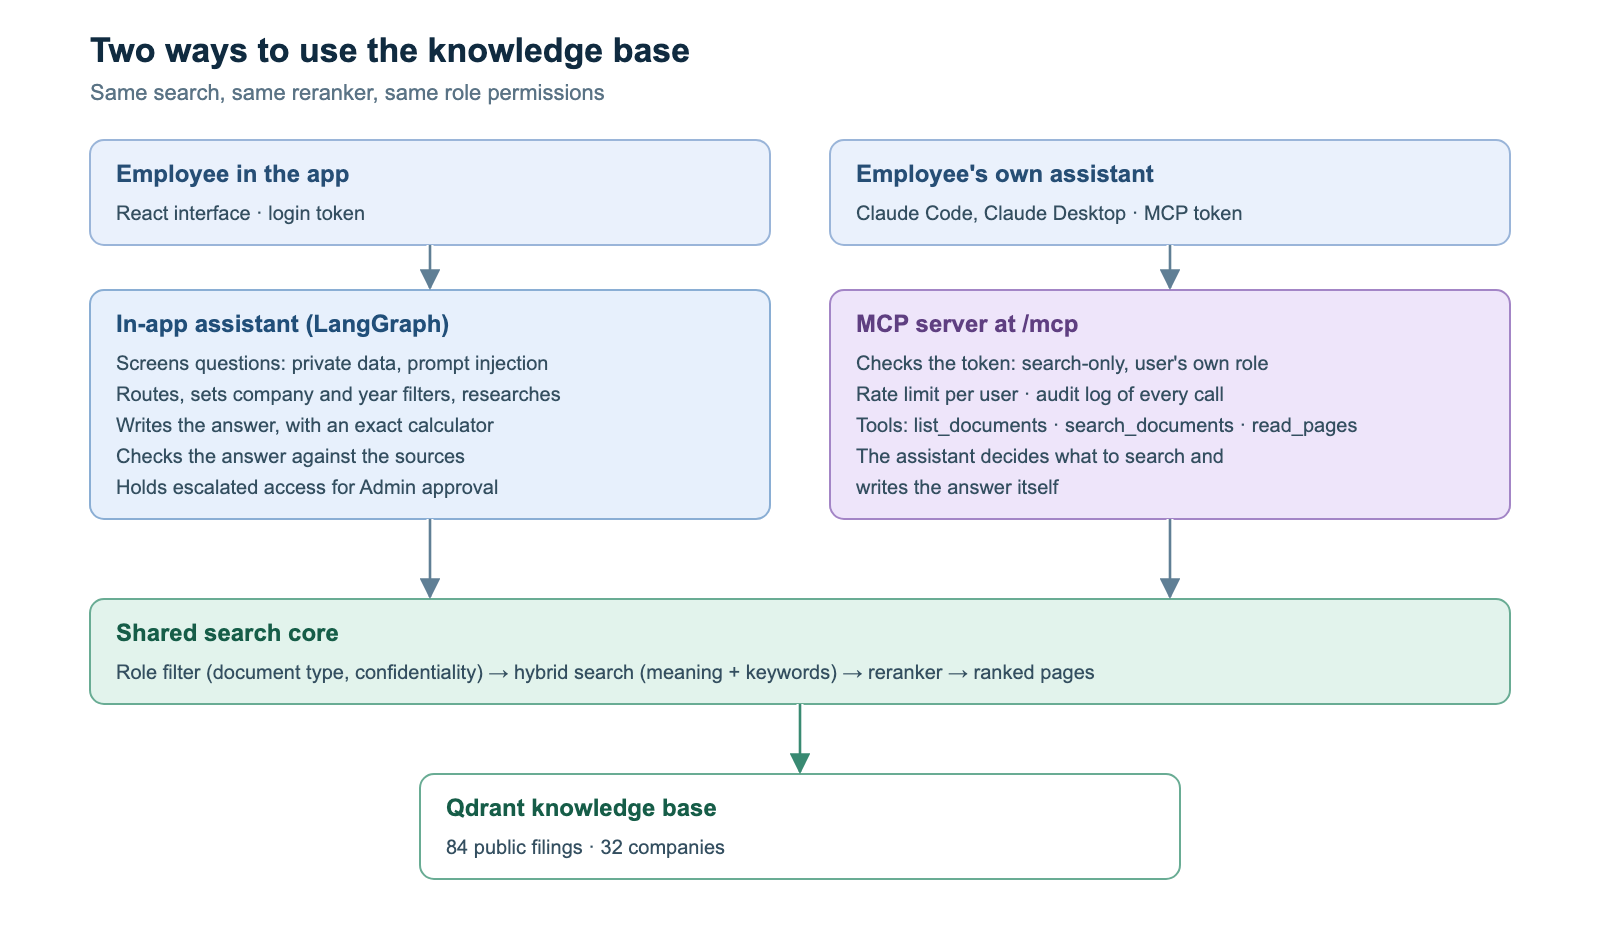 Two ways to use the knowledge base
Same search, same reranker, same role permissions
Employee in the app
React interface · login token
Employee's own assistant
Claude Code, Claude Desktop · MCP token
In-app assistant (LangGraph)
Screens questions: private data, prompt injection
Routes, sets company and year filters, researches
Writes the answer, with an exact calculator
Checks the answer against the sources
Holds escalated access for Admin approval
MCP server at /mcp
Checks the token: search-only, user's own role
Rate limit per user · audit log of every call
Tools: list_documents · search_documents · read_pages
The assistant decides what to search and
writes the answer itself
Shared search core
Role filter (document type, confidentiality) → hybrid search (meaning + keywords) → reranker → ranked pages
Qdrant knowledge base
84 public filings · 32 companies